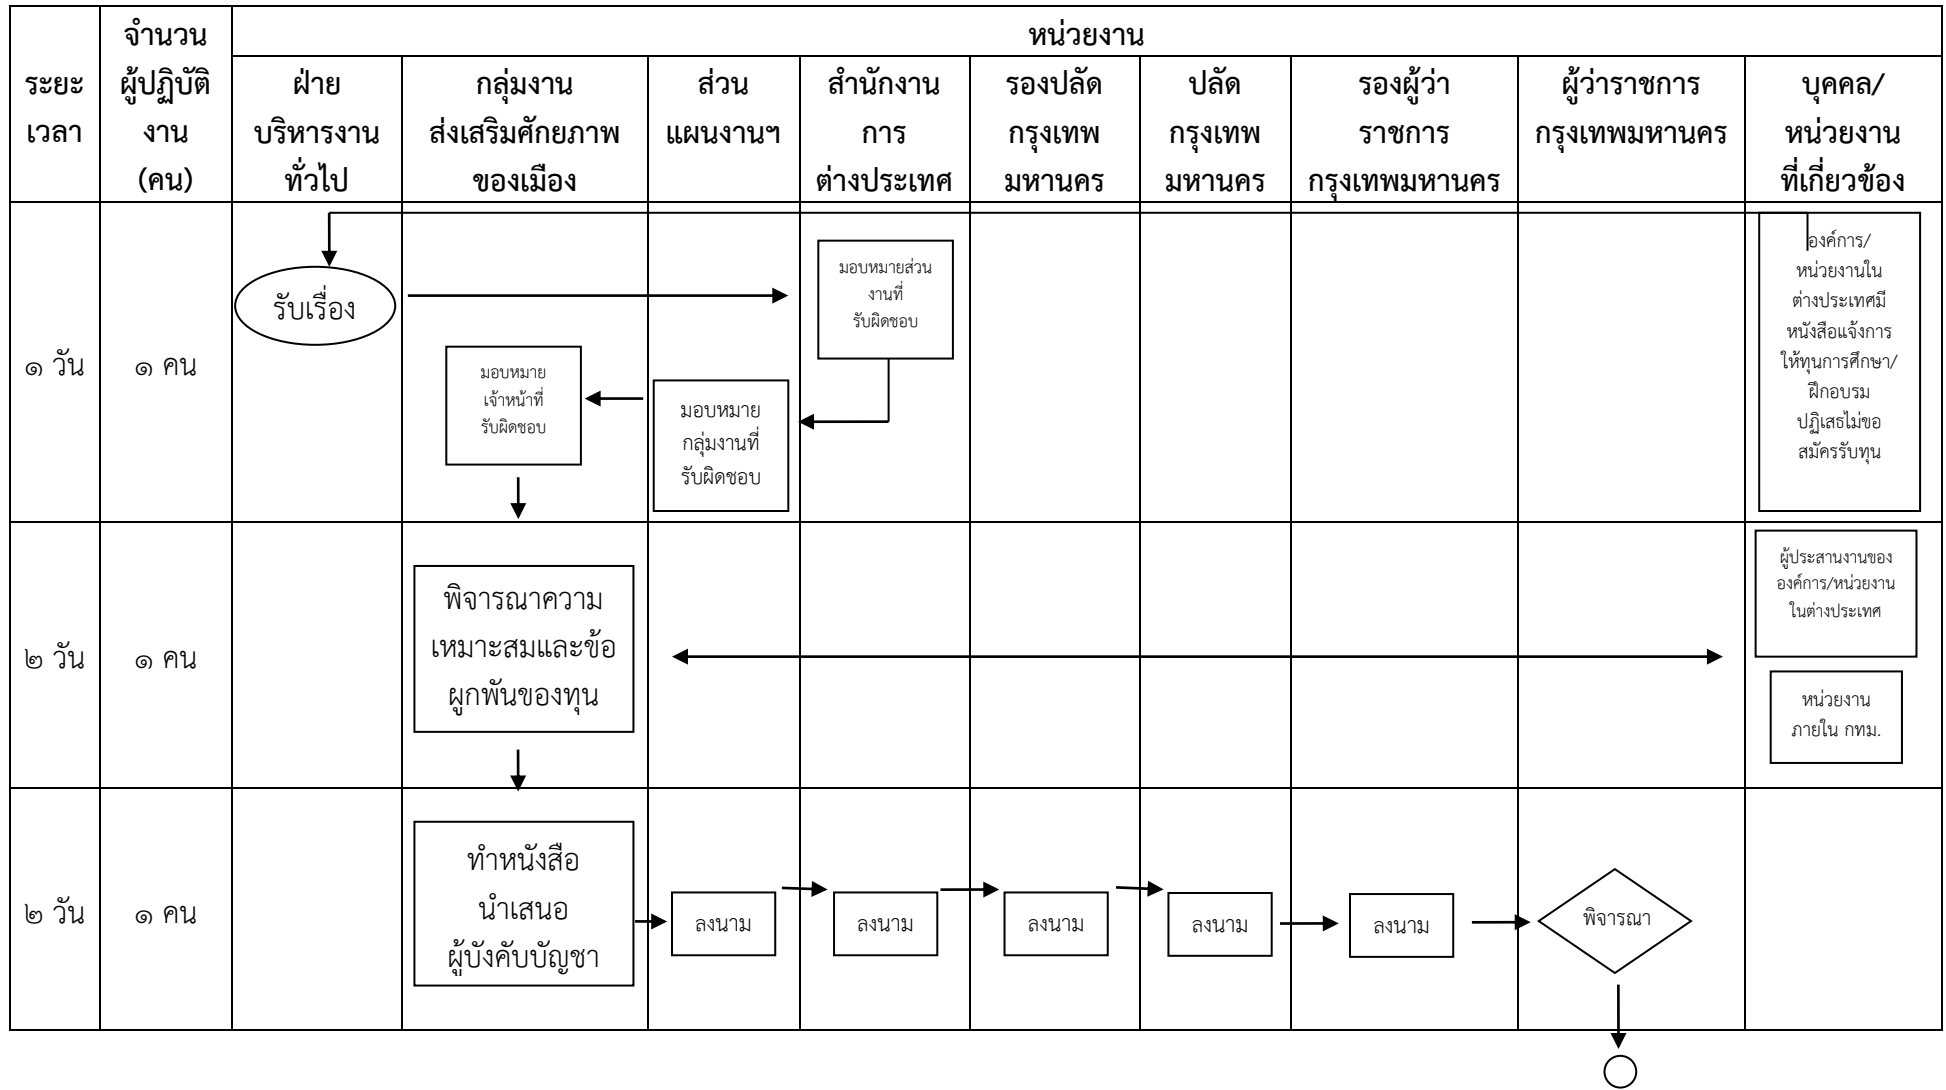 ระยะ
เวลา
จำนวน
ผู้ปฏิบัติ
งาน
(คน)
หน่วยงาน
ฝ่าย
บริหารงาน
ทั่วไป
กลุ่มงาน
ส่งเสริมศักยภาพ
ของเมือง
ส่วน
แผนงานฯ
สำนักงาน
การ
ต่างประเทศ
รองปลัด
กรุงเทพ
มหานคร
ปลัด
กรุงเทพ
มหานคร
รองผู้ว่า
ราชการ
กรุงเทพมหานคร
ผู้ว่าราชการ
กรุงเทพมหานคร
บุคคล/
หน่วยงาน
ที่เกี่ยวข้อง
๑ วัน
๑ คน
รับเรื่อง
มอบหมาย
เจ้าหน้าที่
รับผิดชอบ
มอบหมาย
กลุ่มงานที่
รับผิดชอบ
มอบหมายส่วน
งานที่
รับผิดชอบ
องค์การ/
หน่วยงานใน
ต่างประเทศมี
หนังสือแจ้งการ
ให้ทุนการศึกษา/
ฝึกอบรม
ปฏิเสธไม่ขอ
สมัครรับทุน
๒ วัน
๑ คน
พิจารณาความ
เหมาะสมและข้อ
ผูกพันของทุน
ผู้ประสานงานของ
องค์การ/หน่วยงาน
ในต่างประเทศ
หน่วยงาน
ภายใน กทม.
๒ วัน
๑ คน
ทำหนังสือ
นำเสนอ
ผู้บังคับบัญชา
ลงนาม
ลงนาม
ลงนาม
ลงนาม
ลงนาม
พิจารณา